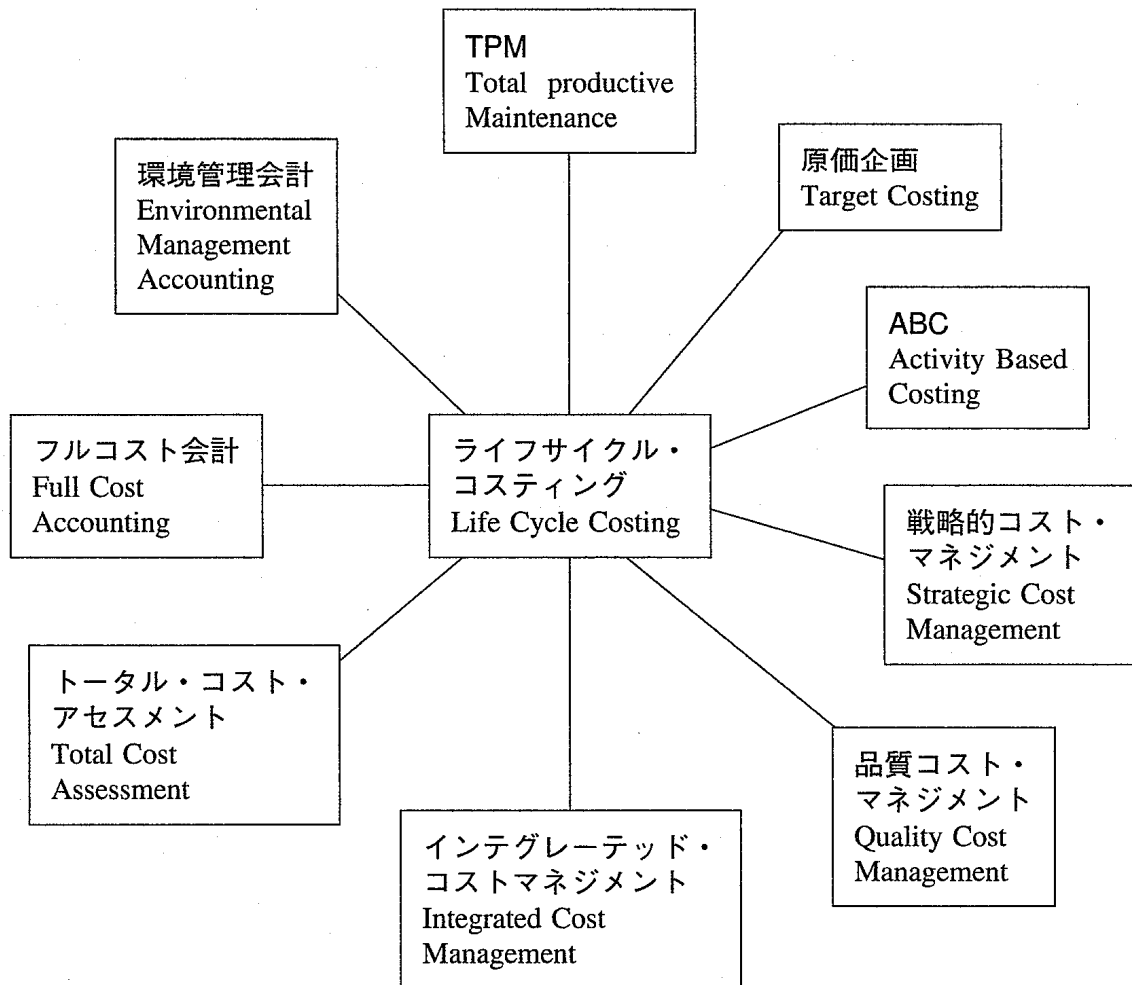 TPM
Total productive
Maintenance
環境管理会計
Environmental
Management
Accounting
原価企画
Target Costing
ABC
Activity Based
Costing
フルコスト会計
Full Cost
Accounting
ライフサイクル・
コスティング
Life Cycle Costing
戦略的コスト・
マネジメント
Strategic Cost
Management
トータル・コスト・
アセスメント
Total Cost
Assessment
インテグレーテッド・
コストマネジメント
Integrated Cost
Management
品質コスト・
マネジメント
Quality Cost
Management